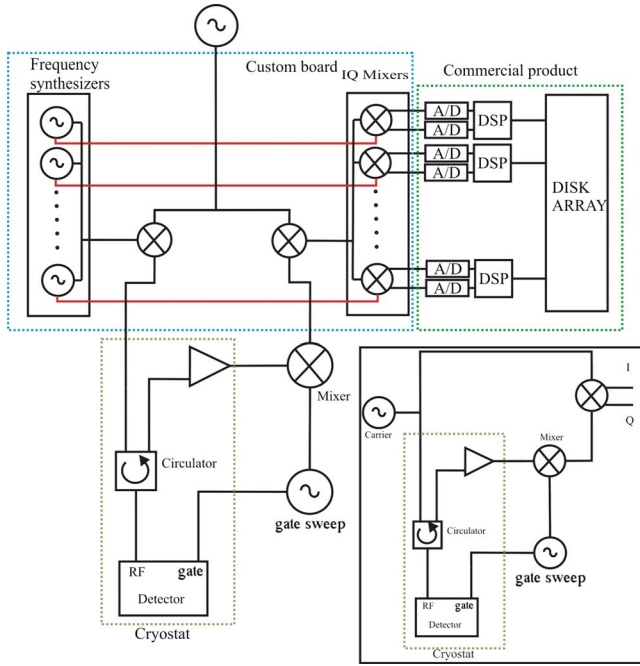 Frequency
synthesizers
Custom board
IQ Mixers
Commercial product
A/D
A/D
DSP
A/D
A/D
DSP
DISK
ARRAY
A/D
A/D
DSP
Mixer
Circulator
gate sweep
RF
gate
Detector
Cryostat
I
Q
Carrier
Mixer
Circulator
gate sweep
RF
gate
Detector
Cryostat